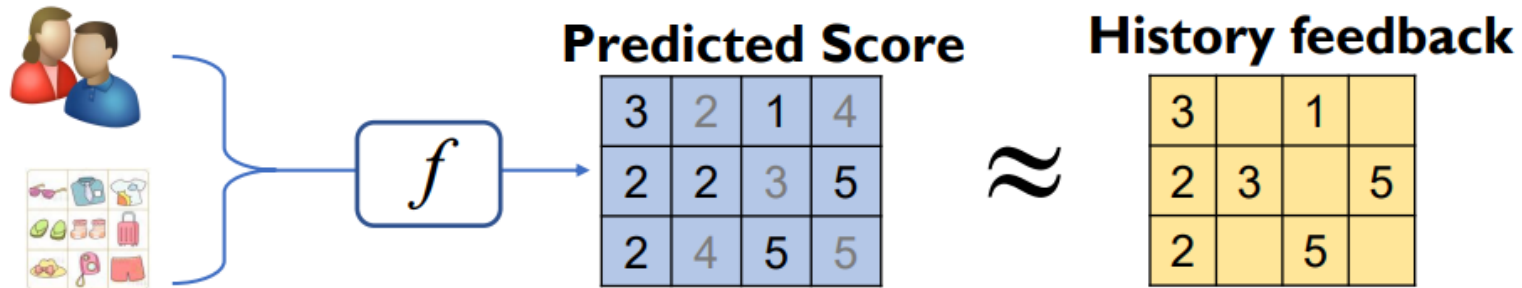 Predicted Score
History feedback
f
3 2 1 4
2 2 3 5
2 4 5 5
≈
3 1
2 3 5
2 5